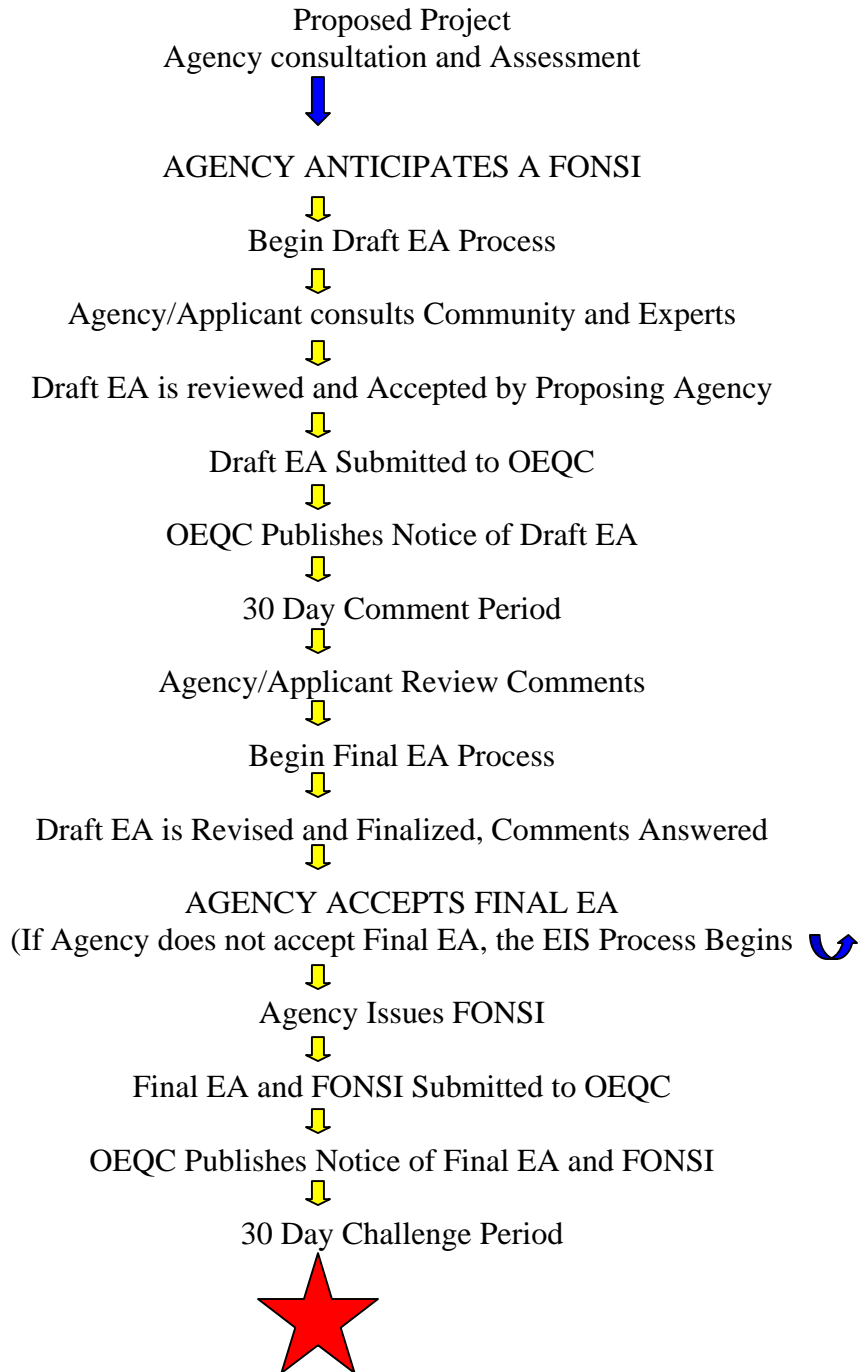 Proposed Project
Agency consultation and Assessment
AGENCY ANTICIPATES A FONSI
Begin Draft EA Process
Agency/Applicant consults Community and Experts
Draft EA is reviewed and Accepted by Proposing Agency
Draft EA Submitted to OEQC
OEQC Publishes Notice of Draft EA
30 Day Comment Period
Agency/Applicant Review Comments
Begin Final EA Process
Draft EA is Revised and Finalized, Comments Answered
AGENCY ACCEPTS FINAL EA
(If Agency does not accept Final EA, the EIS Process Begins
Agency Issues FONSI
Final EA and FONSI Submitted to OEQC
OEQC Publishes Notice of Final EA and FONSI
30 Day Challenge Period